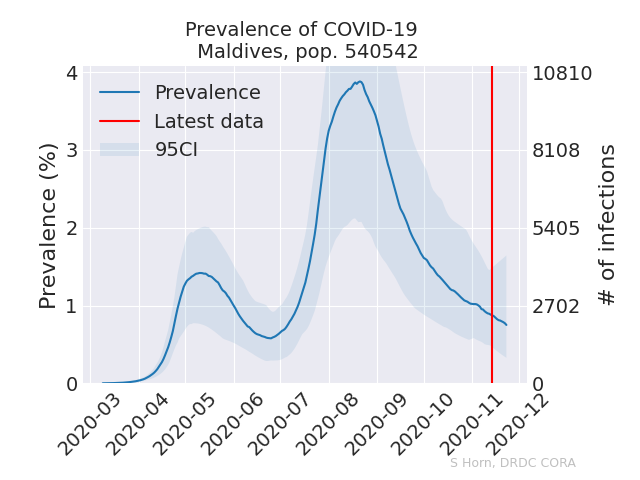 Prevalence of COVID-19
Maldives, pop. 540542
Prevalence
Latest data
95CI
Prevalence (%)
4
3
2
1
0
10810
8108
5405
2702
0
# of infections
2020-03
2020-04
2020-05
2020-06
2020-07
2020-08
2020-09
2020-10
2020-11
2020-12
S Horn, DRDC CORA